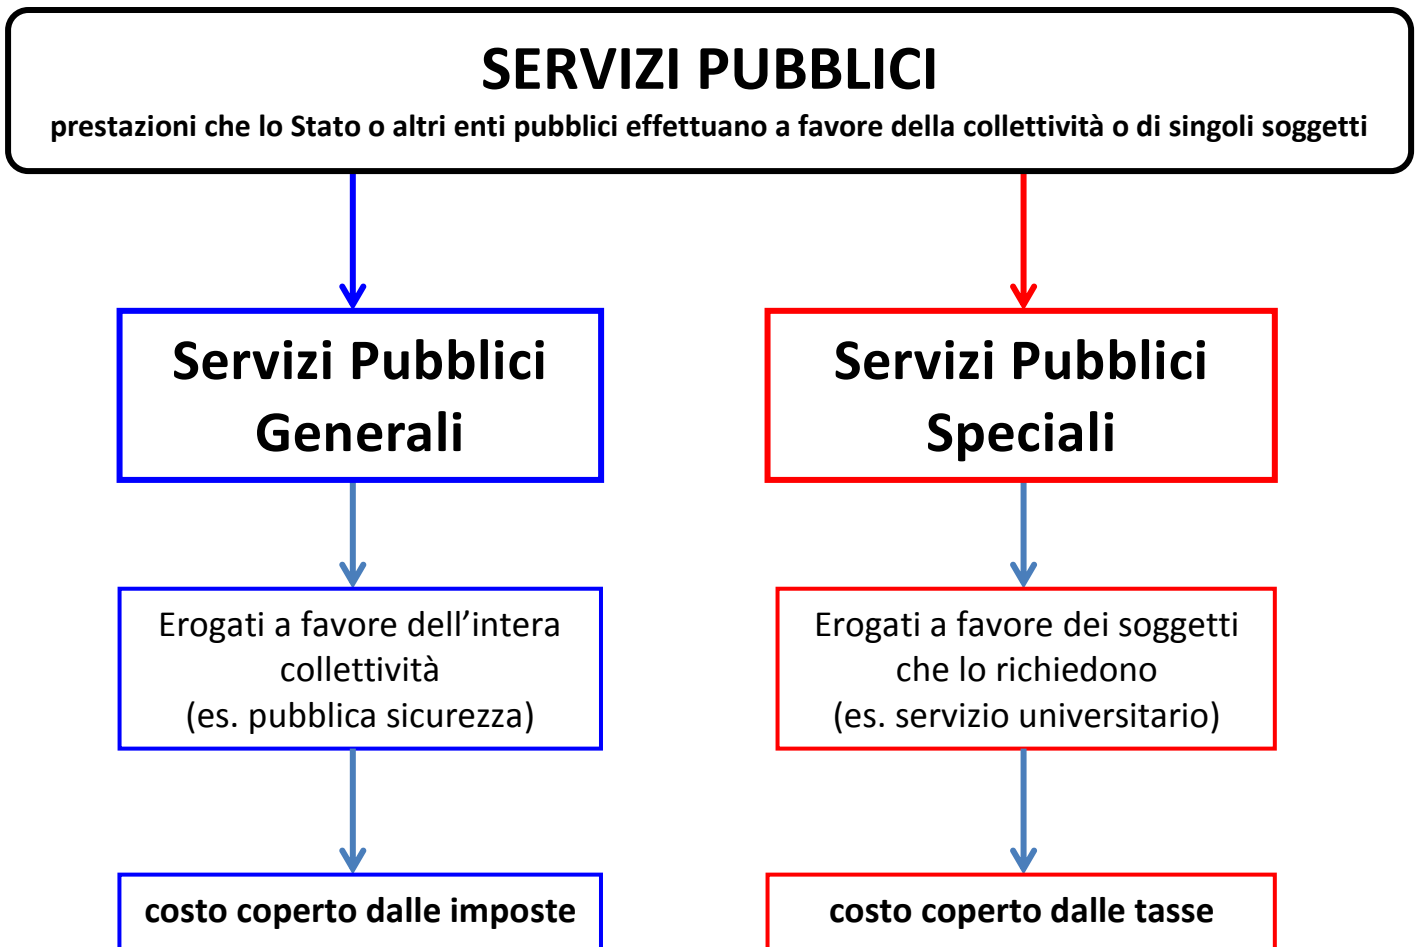 SERVIZI PUBBLICI
prestazioni che lo Stato o altri enti pubblici effettuano a favore della collettività o di singoli soggetti
Servizi Pubblici
Generali
Servizi Pubblici
Speciali
Erogati a favore dell’intera
collettività
(es. pubblica sicurezza)
Erogati a favore dei soggetti
che lo richiedono
(es. servizio universitario)
costo coperto dalle imposte
costo coperto dalle tasse